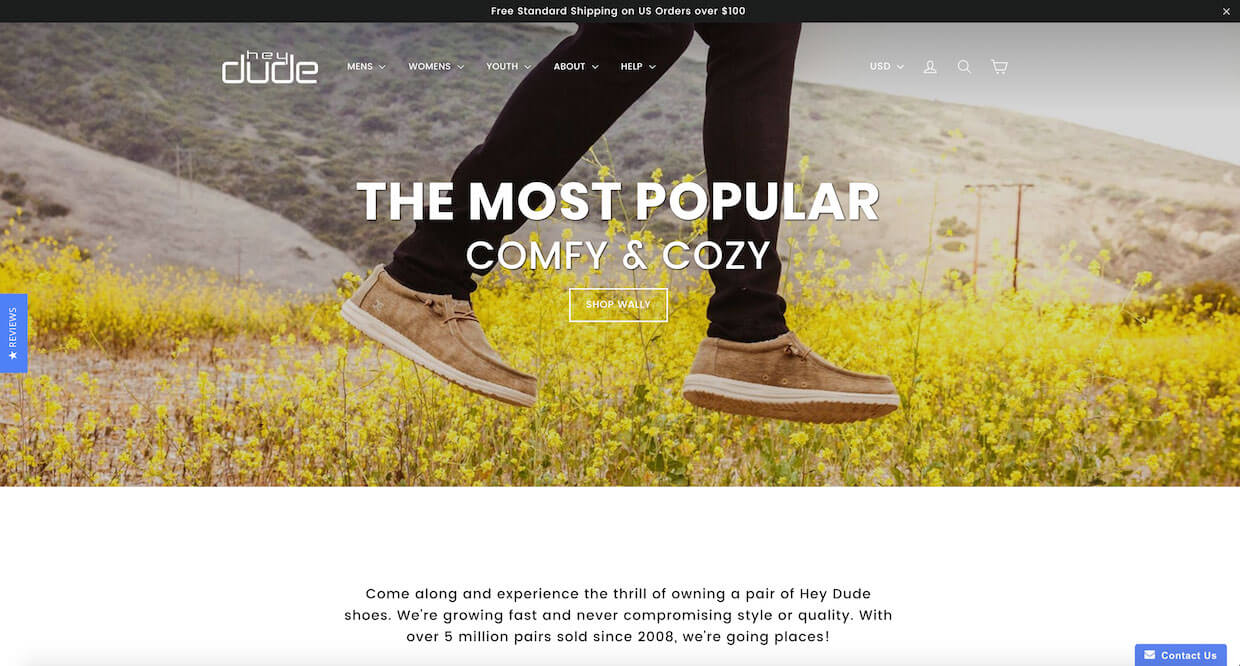 Free Standard Shipping on US Orders over $100
hey
dude
MENS
WOMENS
YOUTH
ABOUT
HELP
USD
THE MOST POPULAR
COMFY & COZY
SHOP WALLY
★ REVIEWS
Come along and experience the thrill of owning a pair of Hey Dude
shoes. We're growing fast and never compromising style or quality. With
over 5 million pairs sold since 2008, we're going places!
Contact Us